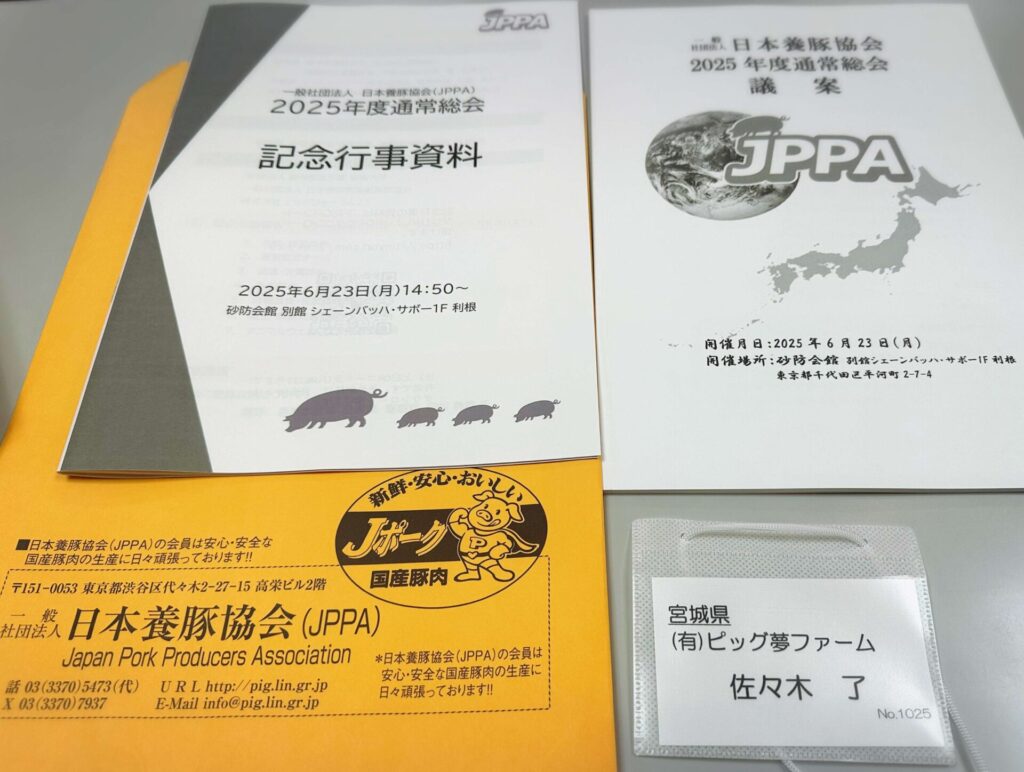 JPPA
一般社団法人 日本養豚協会(JPPA)
2025年度通常総会
記念行事資料
2025年6月23日(月)14:50～
砂防会館 別館 シェーンバッハ・サボー1F 利根
一般社団法人 日本養豚協会
2025年度通常総会
議 案
JPPA
開催月日:2025年6月23日(月)
開催場所:砂防会館 別館シェーンバッハ・サボー1F 利根
東京都千代田区平河町2-7-4
新鮮・安心・おいしい
Jポーク
P
国産豚肉
■日本養豚協会(JPPA)の会員は安心・安全な
国産豚肉の生産に日々頑張っております!!
〒151-0053 東京都渋谷区代々木2-27-15 高栄ビル2階
一般社団法人 日本養豚協会(JPPA)
Japan Pork Producers Association
話 03(3370)5473(代) URL http://pig.lin.gr.jp
X 03(3370)7937 E-Mail info@pig.lin.gr.jp
*日本養豚協会(JPPA)の会員は
安心・安全な国産豚肉の生産に
日々頑張っております!!
宮城県
(有)ピッグ夢ファーム
佐々木 了
No.1025